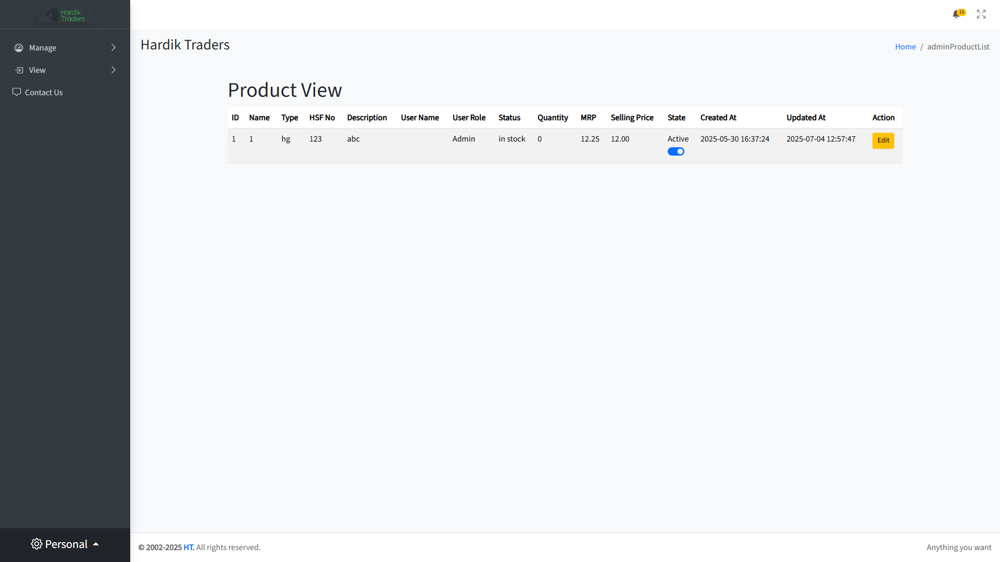 Hardik
Traders
15
Manage
View
Contact Us
Hardik Traders
Home / adminProductList
Product View
ID Name Type HSF No Description User Name User Role Status Quantity MRP Selling Price State Created At Updated At Action
1 1 hg 123 abc Admin in stock 0 12.25 12.00 Active 2025-05-30 16:37:24 2025-07-04 12:57:47 Edit
Personal
© 2002-2025 HT. All rights reserved.
Anything you want